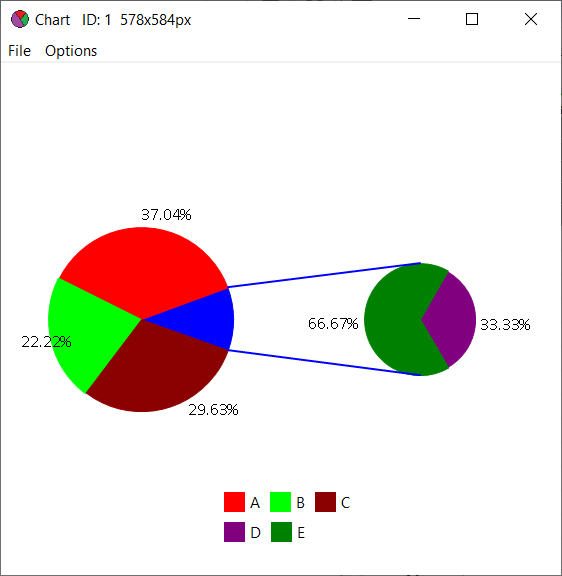 Chart ID: 1 578x584px
File Options
37.04%
66.67% 33.33%
22.22%
29.63%
A B C
D E